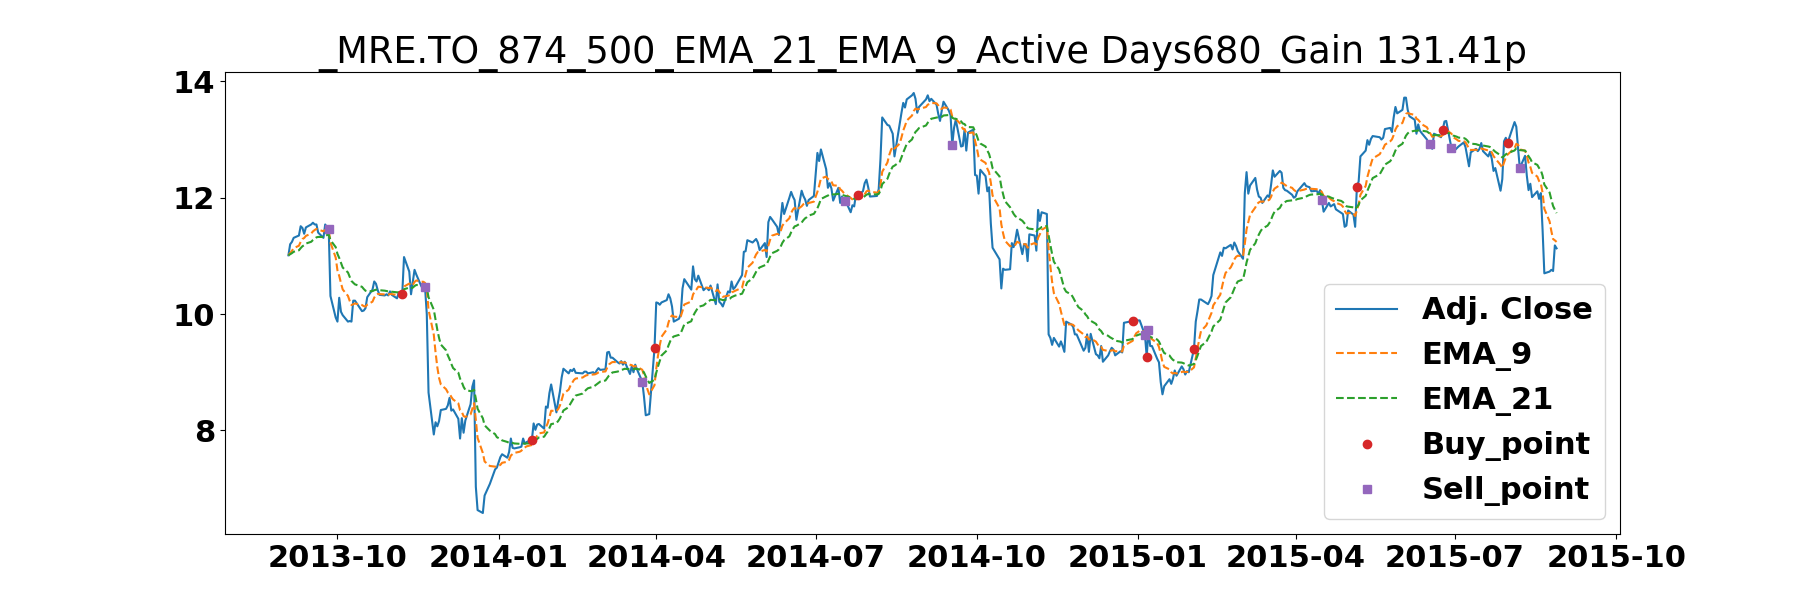 _MRE.TO_874_500_EMA_21_EMA_9_Active Days680_Gain 131.41p
14
12
10
8
Adj. Close
EMA_9
EMA_21
Buy_point
Sell_point
2013-10 2014-01 2014-04 2014-07 2014-10 2015-01 2015-04 2015-07 2015-10